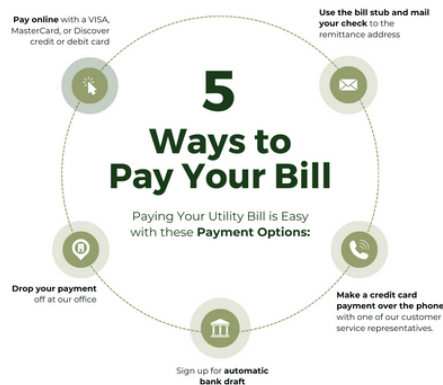 Pay online with a VISA,
MasterCard, or Discover
credit or debit card
Use the bill stub and mail
your check to the
remittance address
5
Ways to
Pay Your Bill
Paying Your Utility Bill is Easy
with these Payment Options:
Drop your payment
off at our office
Make a credit card
payment over the phone
with one of our customer
service representatives.
Sign up for automatic
bank draft